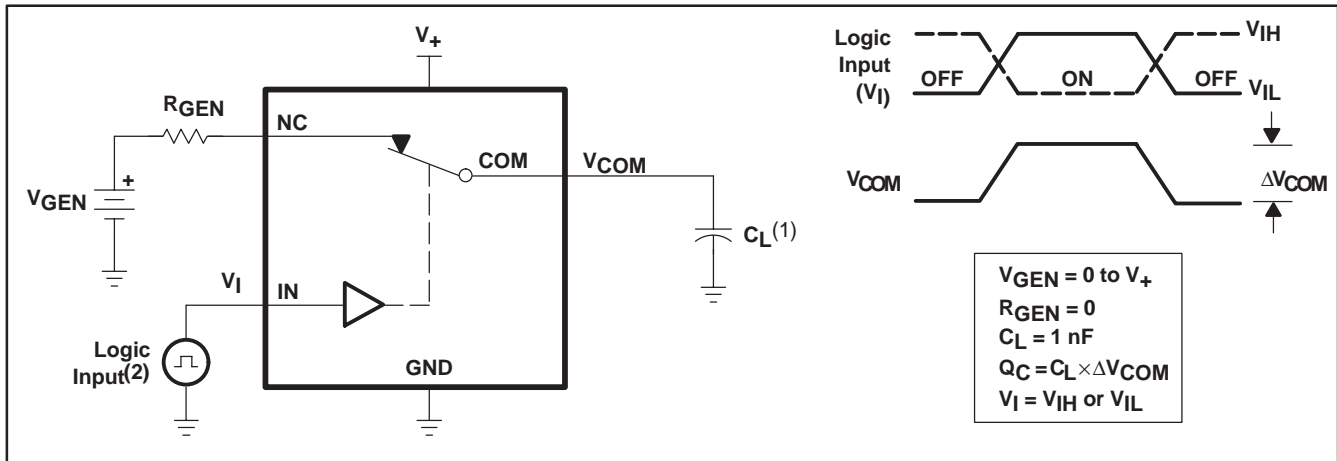 V+
RGEN
NC
COM
VCOM
VGEN
+
CL(1)
VI
IN
Logic
Input(2)
GND
Logic
Input
(VI)
VIH
OFF
ON
OFF
VIL
VCOM
ΔVCOM
VGEN = 0 to V+
RGEN = 0
CL = 1 nF
QC = CL × ΔVCOM
VI = VIH or VIL